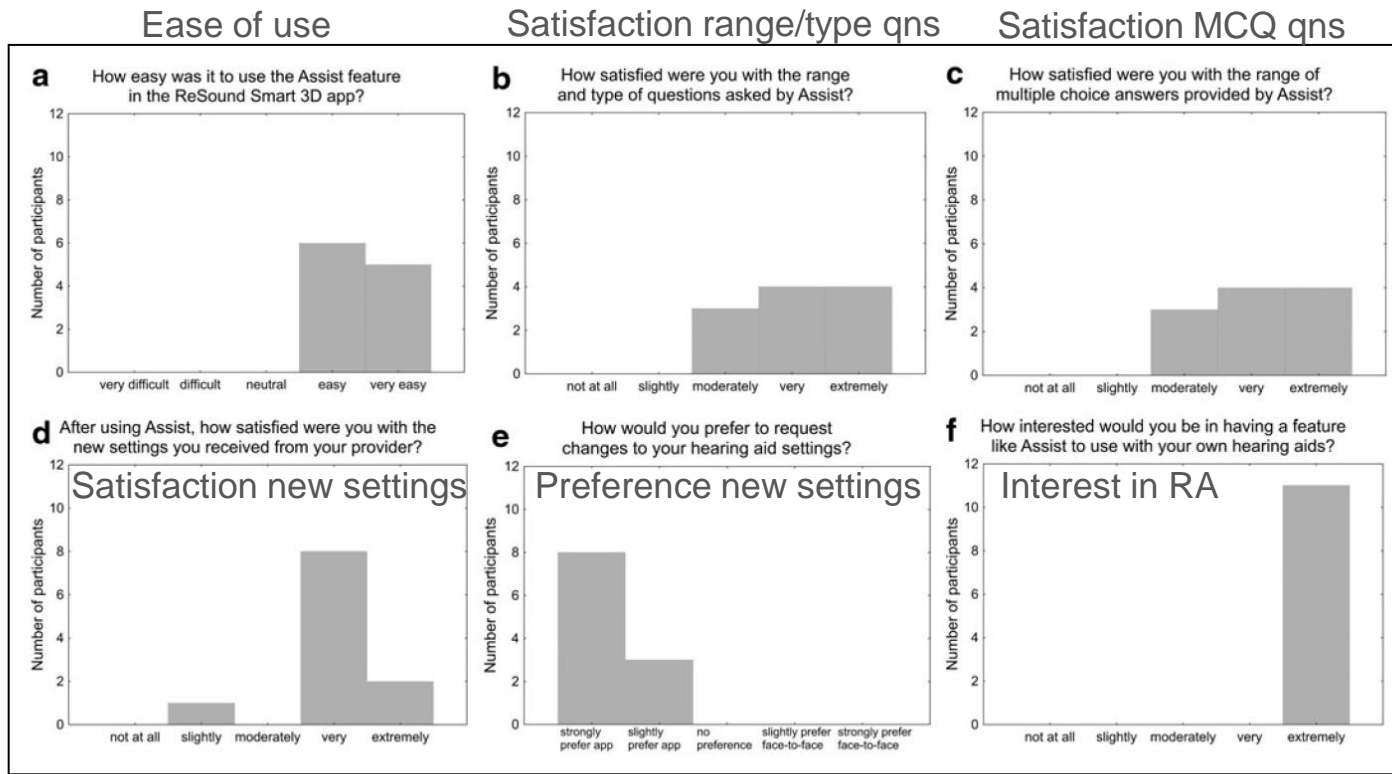 Ease of use
Satisfaction range/type qns
Satisfaction MCQ qns
a
How easy was it to use the Assist feature
in the ReSound Smart 3D app?
12
10
8
6
4
2
0
Number of participants
very difficult difficult neutral easy very easy
b
How satisfied were you with the range
and type of questions asked by Assist?
12
10
8
6
4
2
0
Number of participants
not at all slightly moderately very extremely
c
How satisfied were you with the range of
multiple choice answers provided by Assist?
12
10
8
6
4
2
0
Number of participants
not at all slightly moderately very extremely
d
After using Assist, how satisfied were you with the
new settings you received from your provider?
Satisfaction new settings
12
10
8
6
4
2
0
Number of participants
not at all slightly moderately very extremely
e
How would you prefer to request
changes to your hearing aid settings?
Preference new settings
12
10
8
6
4
2
0
Number of participants
strongly slightly no slightly prefer strongly prefer
prefer app prefer app preference face-to-face face-to-face
f
How interested would you be in having a feature
like Assist to use with your own hearing aids?
Interest in RA
12
10
8
6
4
2
0
Number of participants
not at all slightly moderately very extremely